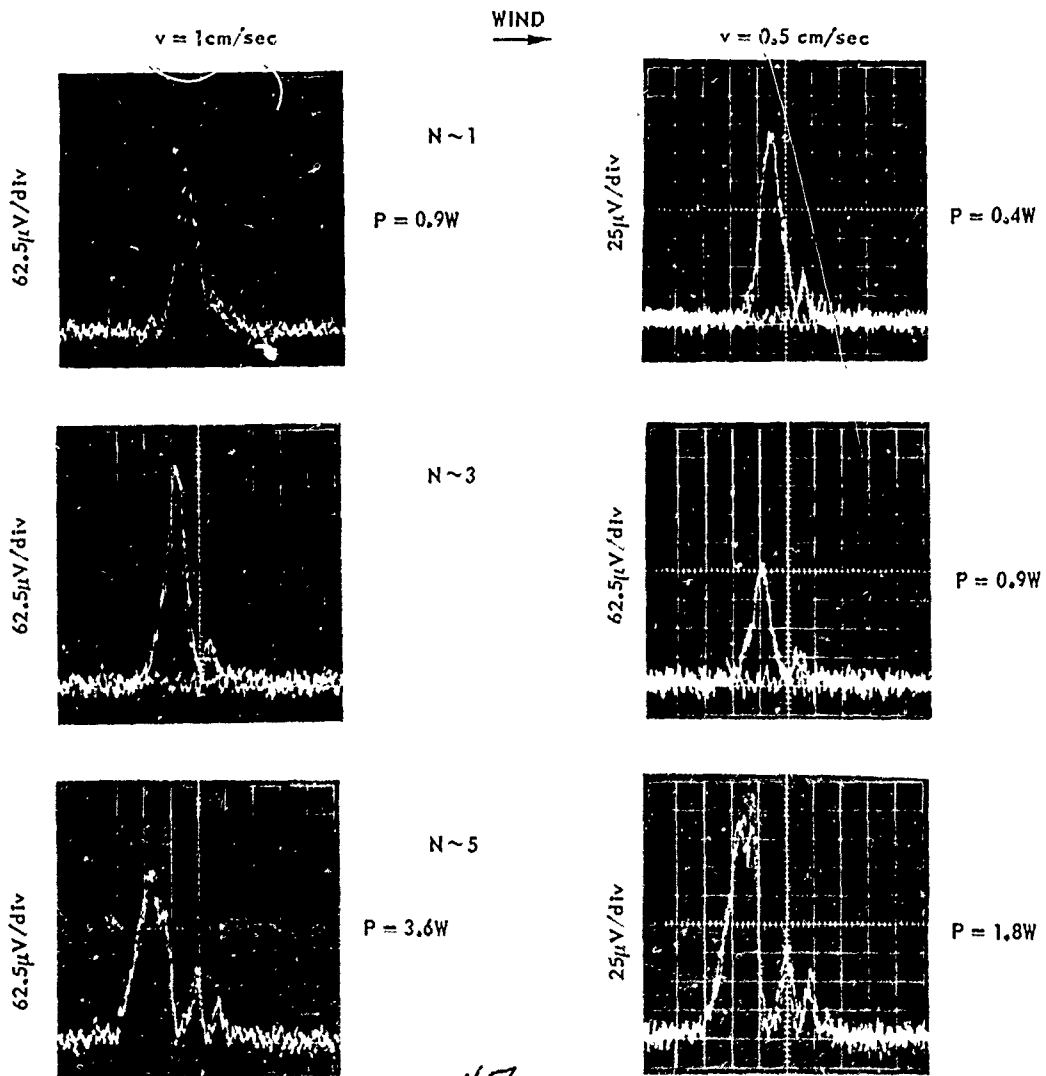 WIND
v = 1cm/sec
v = 0.5 cm/sec
62.5μV/div
N ~ 1
P = 0.9W
25μV/div
P = 0.4W
62.5μV/div
N ~ 3
62.5μV/div
P = 0.9W
62.5μV/div
N ~ 5
P = 3.6W
25μV/div
P = 1.8W